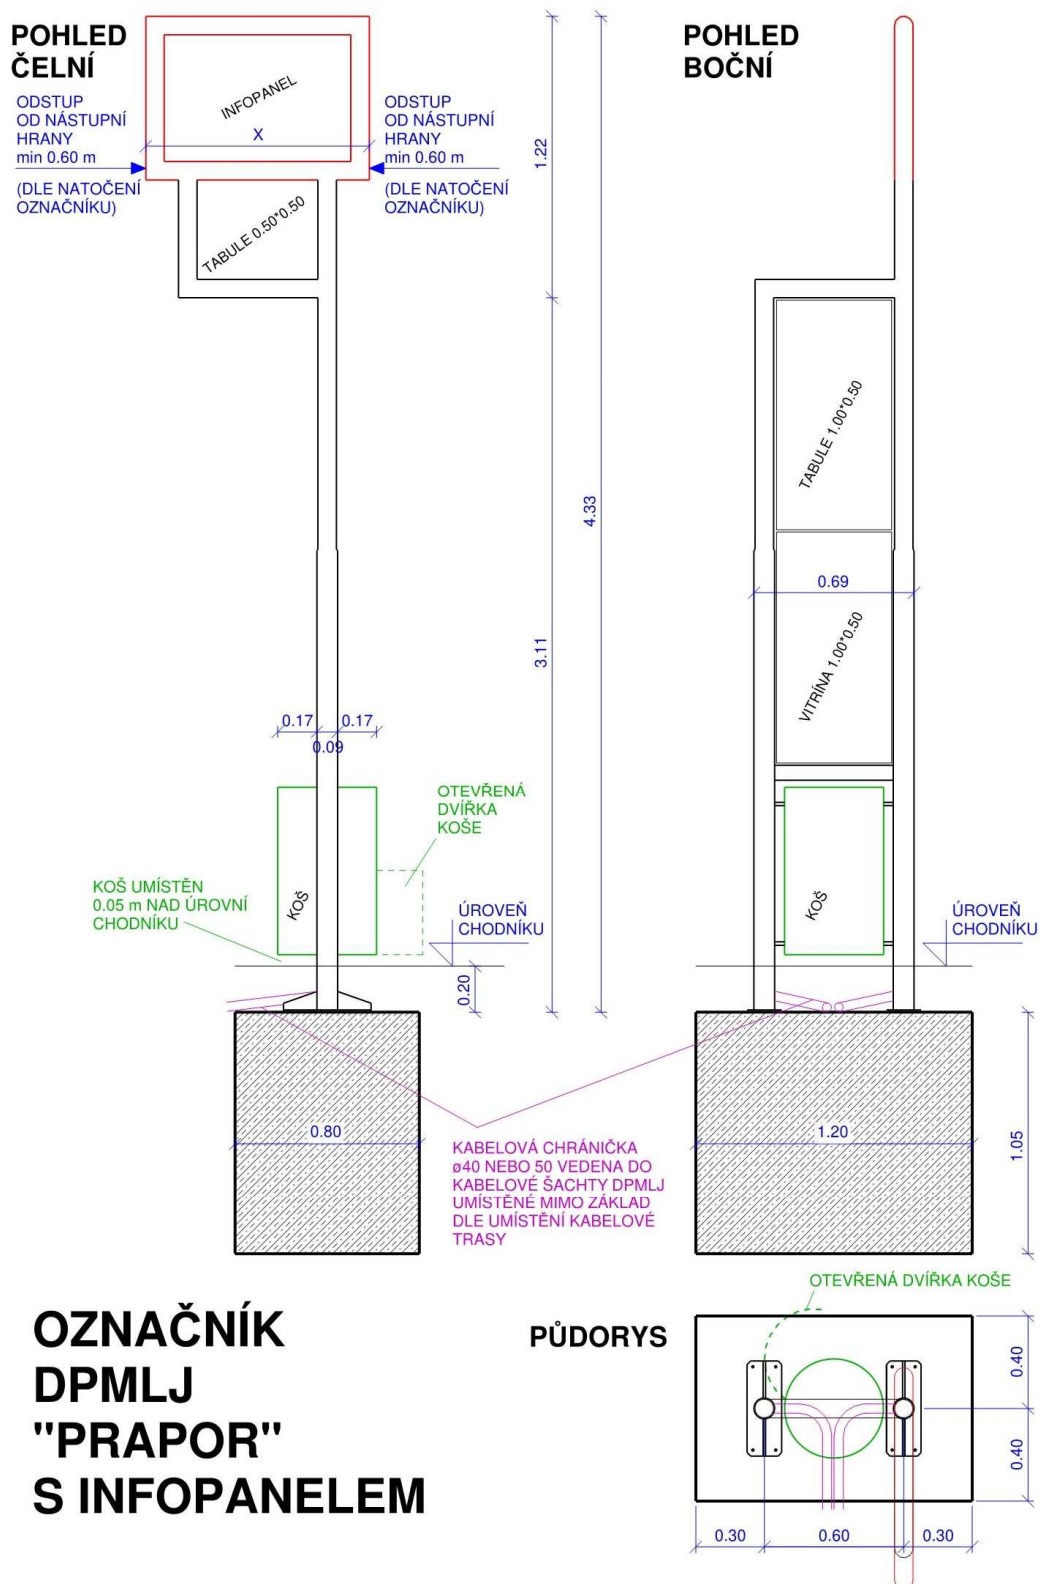 POHLED
ČELNÍ
ODSTUP
OD NÁSTUPNÍ
HRANY
min 0.60 m
(DLE NATOČENÍ
OZNAČNÍKU)
INFOPANEL
X
ODSTUP
OD NÁSTUPNÍ
HRANY
min 0.60 m
(DLE NATOČENÍ
OZNAČNÍKU)
TABULE 0.50*0.50
1.22
4.33
3.11
0.17
0.17
0.09
OTEVŘENÁ
DVÍŘKA
KOŠE
KOŠ UMÍSTĚN
0.05 m NAD ÚROVNÍ
CHODNÍKU
KOŠ
ÚROVEŇ
CHODNÍKU
0.20
0.80
POHLED
BOČNÍ
TABULE 1.00*0.50
0.69
VITRÍNA 1.00*0.50
KOŠ
ÚROVEŇ
CHODNÍKU
1.20
1.05
KABELOVÁ CHRÁNIČKA
ø40 NEBO 50 VEDENA DO
KABELOVÉ ŠACHTY DPMLJ
UMÍSTĚNÉ MIMO ZÁKLAD
DLE UMÍSTĚNÍ KABELOVÉ
TRASY
OZNAČNÍK
DPMLJ
"PRAPOR"
S INFOPANELEM
PŮDORYS
OTEVŘENÁ DVÍŘKA KOŠE
0.40
0.40
0.30
0.60
0.30